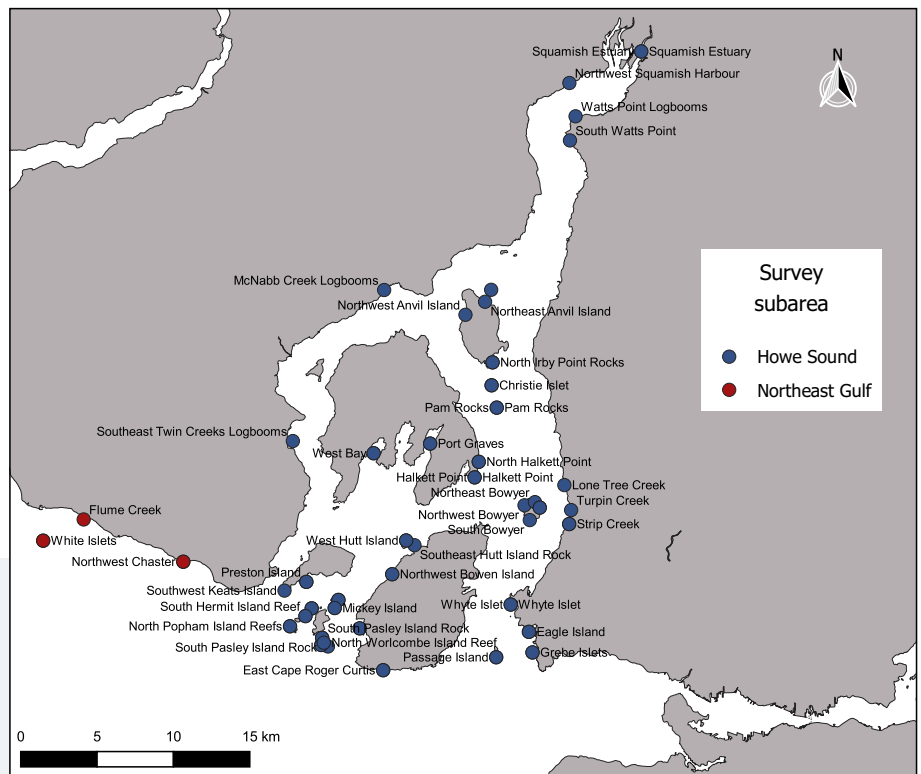 Squamish Estuary Squamish Estuary
N
Northwest Squamish Harbour
Watts Point Logbooms
South Watts Point
Survey
subarea
Howe Sound
Northeast Gulf
McNabb Creek Logbooms
Northwest Anvil Island
Northeast Anvil Island
North Irby Point Rocks
Christie Islet
Pam Rocks Pam Rocks
Southeast Twin Creeks Logbooms
Port Graves
West Bay
North Halkett Point
Halkett Point Halkett Point
Lone Tree Creek
Northeast Bowyer
Turpin Creek
Flume Creek
Northwest Bowyer
Strip Creek
South Bowyer
White Islets
West Hutt Island
Southeast Hutt Island Rock
Northwest Chaster
Preston Island
Northwest Bowen Island
Southwest Keats Island
South Hermit Island Reef
Mickey Island
Whyte Islet Whyte Islet
North Popham Island Reefs
South Pasley Island Rock
Eagle Island
North Worlcombe Island Reef
South Pasley Island Rock
Grebe Islets
Passage Island
East Cape Roger Curtis
0 5 10 15 km